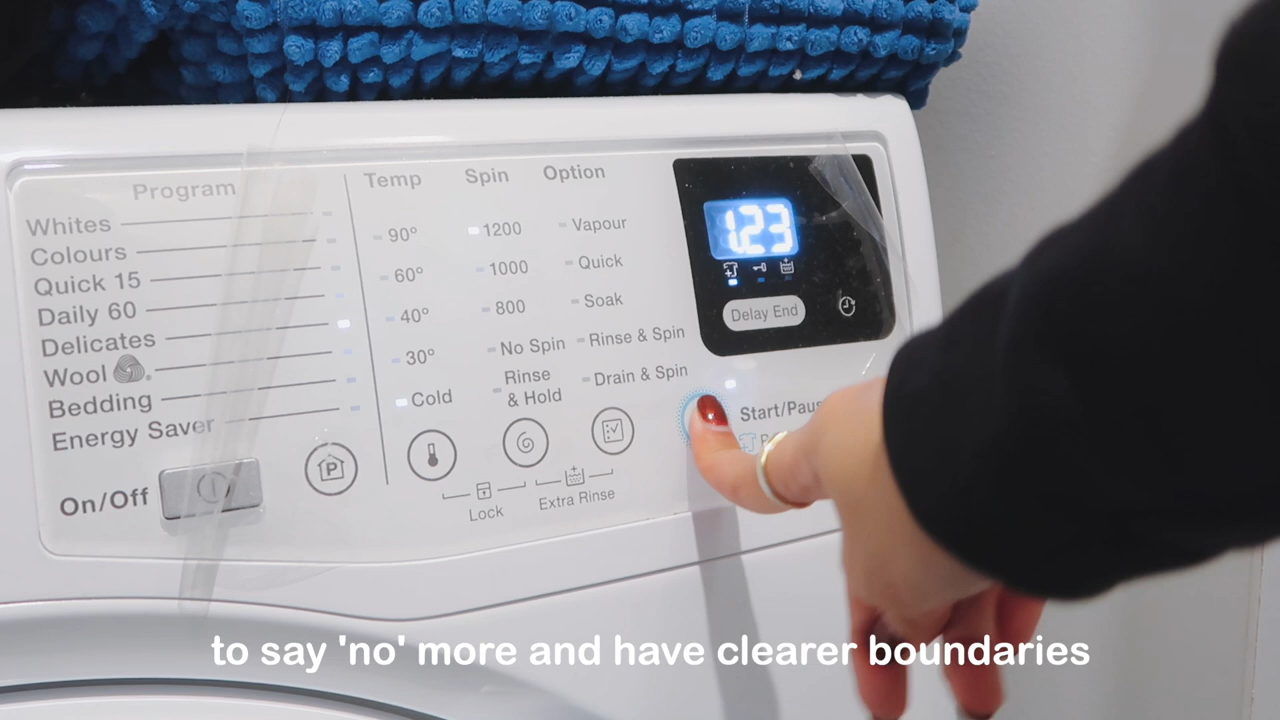 Program
Whites
Colours
Quick 15
Daily 60
Delicates
Wool
Bedding
Energy Saver
On/Off
P
Temp
90°
60°
40°
30°
Cold
Spin
1200
1000
800
No Spin
Rinse
& Hold
Option
Vapour
Quick
Soak
Rinse & Spin
Drain & Spin
Lock
Extra Rinse
1:23
Delay End
to say 'no' more and have clearer boundaries